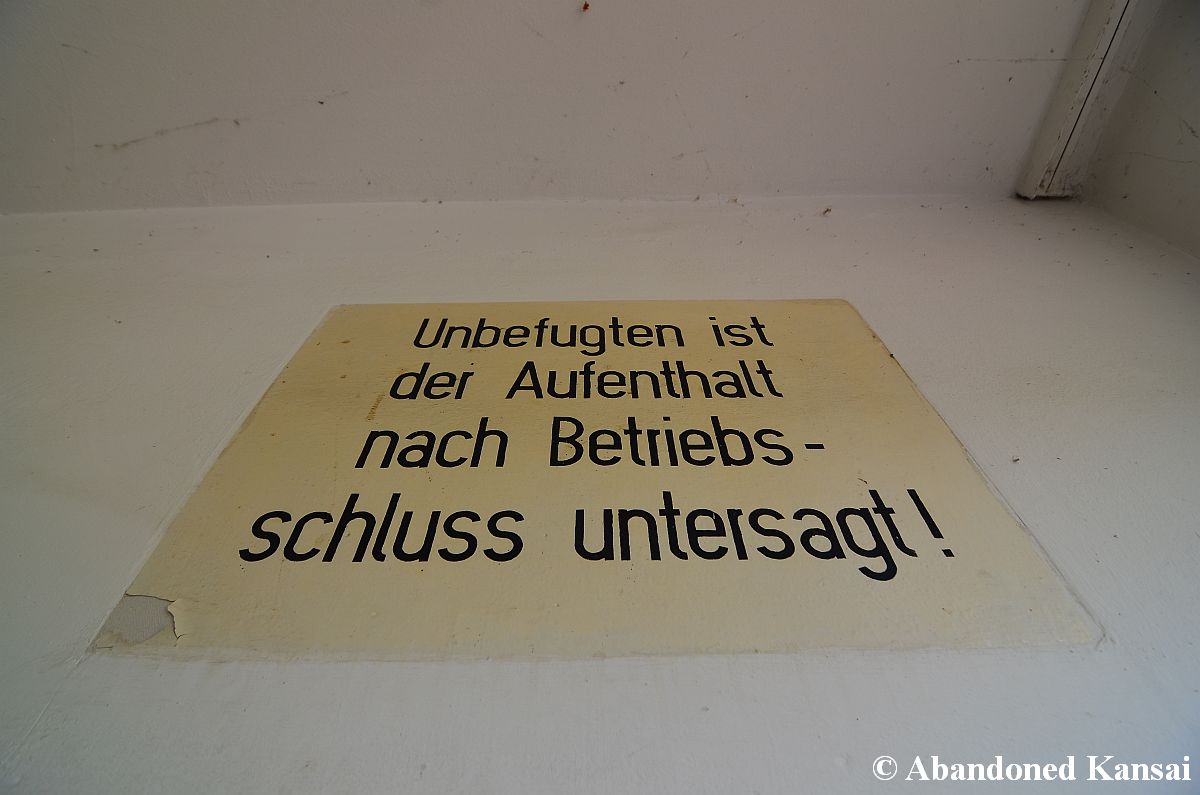 Unbefugten ist
der Aufenthalt
nach Betriebs-
schluss untersagt!
© Abandoned Kansai